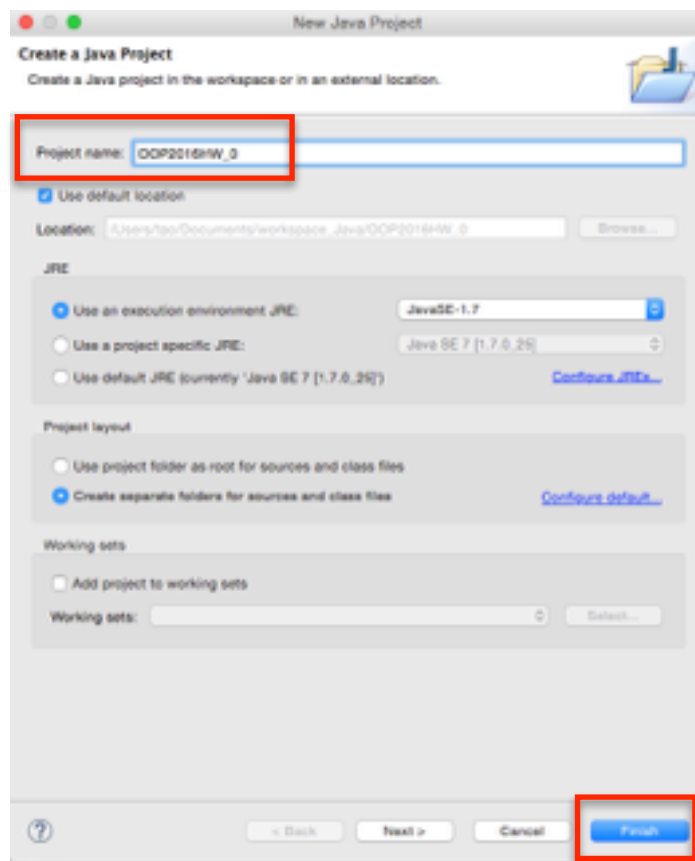 New Java Project
Create a Java Project
Create a Java project in the workspace or in an external location.
Project name: OOP2016HW_0
Use default location
Location: /Users/tao/Documents/workspace_Java/OOP2016HW_0 Browse...
JRE
Use an execution environment JRE: JavaSE-1.7
Use a project specific JRE: Java SE 7 [1.7.0_25]
Use default JRE (currently 'Java SE 7 [1.7.0_25]') Configure JREs...
Project layout
Use project folder as root for sources and class files
Create separate folders for sources and class files Configure default...
Working sets
Add project to working sets
Working sets: Select...
? < Back Next > Cancel Finish